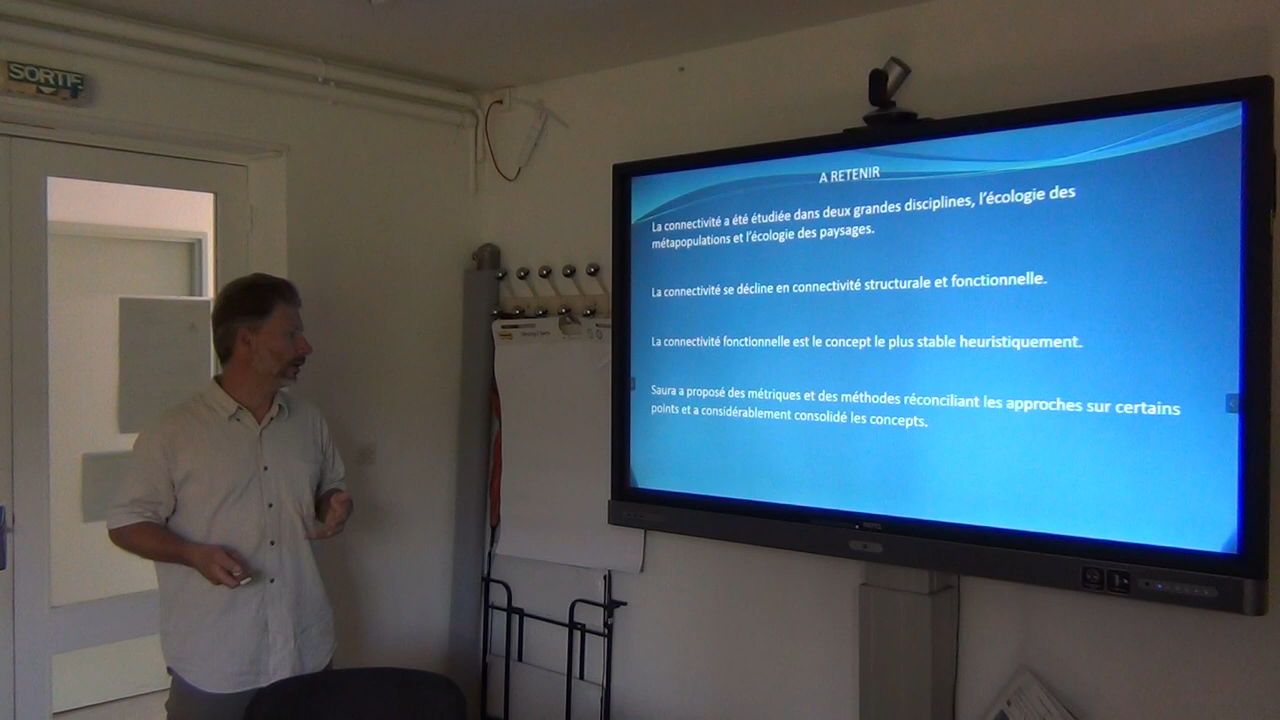 SORTIE
A RETENIR
La connectivité a été étudiée dans deux grandes disciplines, l'écologie des
métapopulations et l'écologie des paysages.
La connectivité se décline en connectivité structurale et fonctionnelle.
La connectivité fonctionnelle est le concept le plus stable heuristiquement.
Saura a proposé des métriques et des méthodes réconciliant les approches sur certains
points et a considérablement consolidé les concepts.